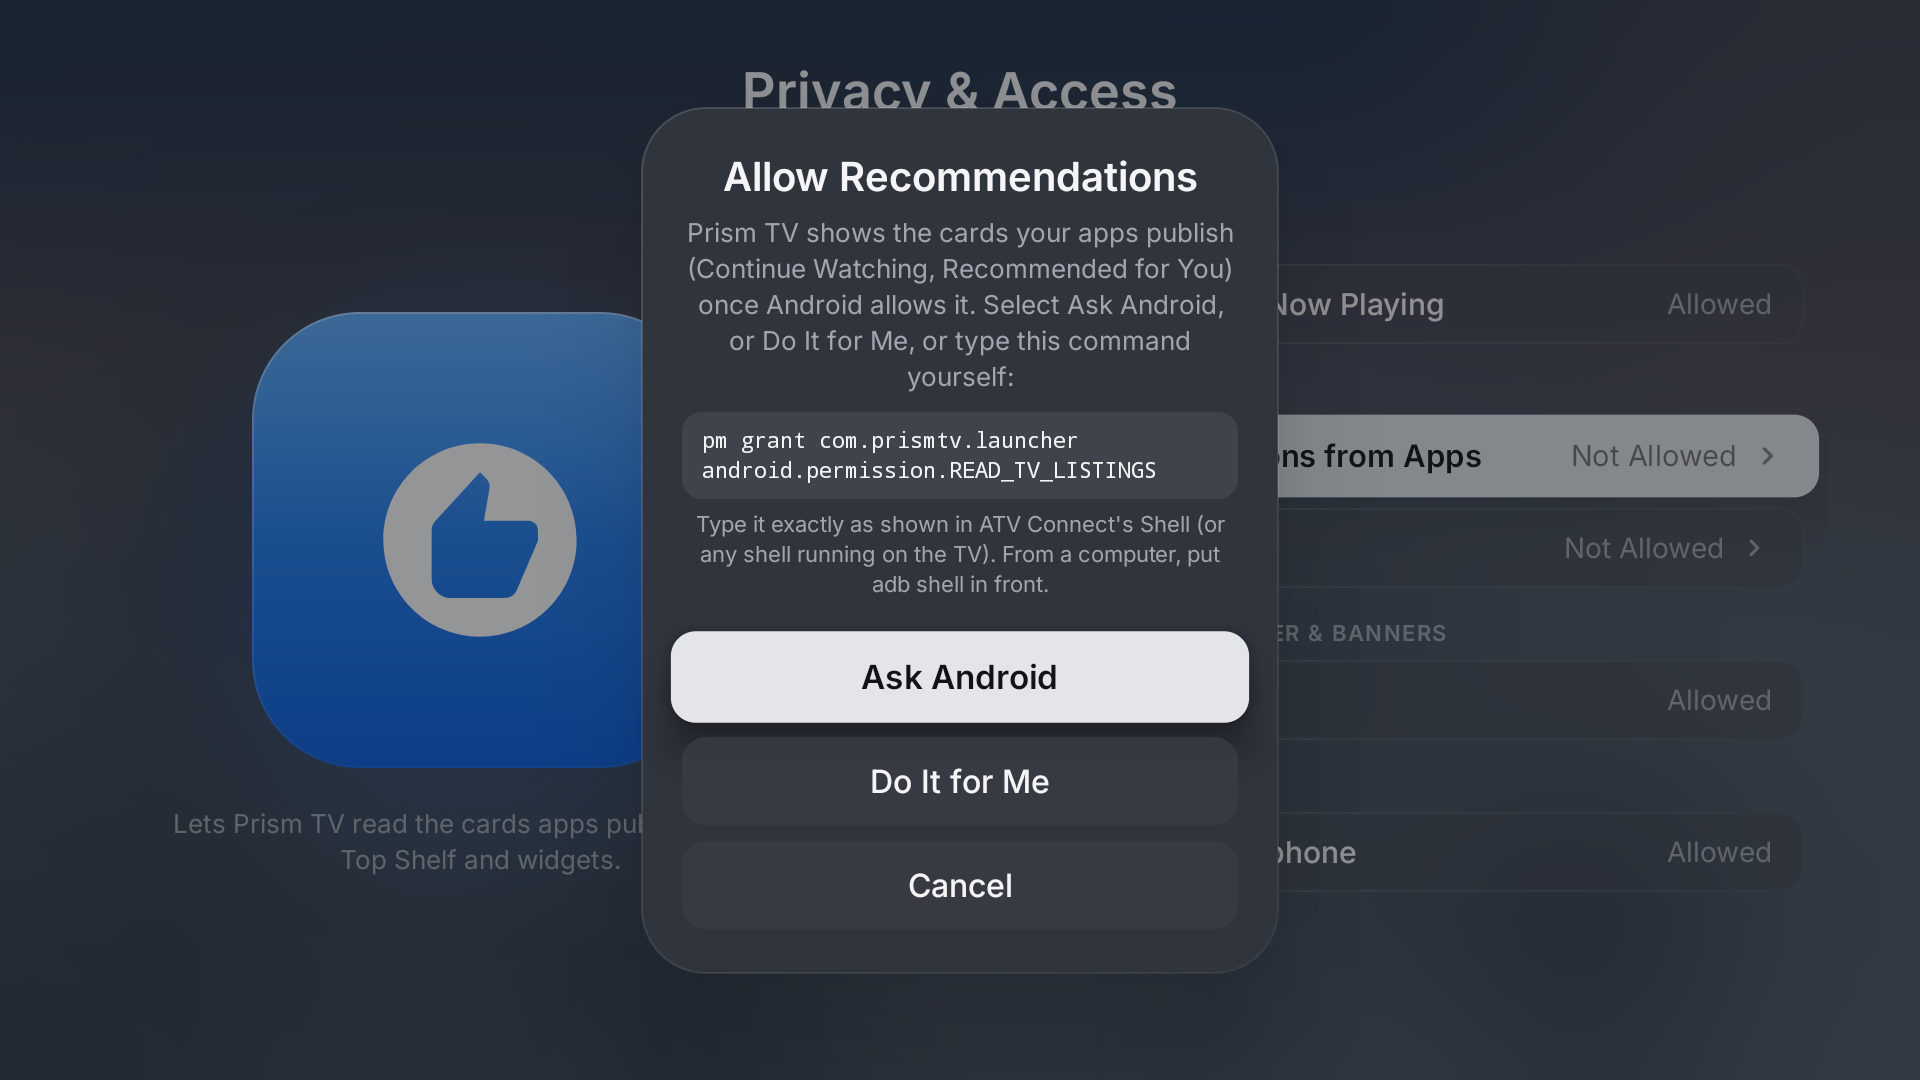 Privacy & Access
Allow Recommendations
Prism TV shows the cards your apps publish
(Continue Watching, Recommended for You)
once Android allows it. Select Ask Android,
or Do It for Me, or type this command
yourself:
pm grant com.prismtv.launcher
android.permission.READ_TV_LISTINGS
Type it exactly as shown in ATV Connect's Shell (or
any shell running on the TV). From a computer, put
adb shell in front.
Ask Android
Do It for Me
Cancel
Lets Prism TV read the cards apps
Top Shelf and widgets.
Now Playing Allowed
from Apps Not Allowed
Not Allowed
& BANNERS
Allowed
Allowed